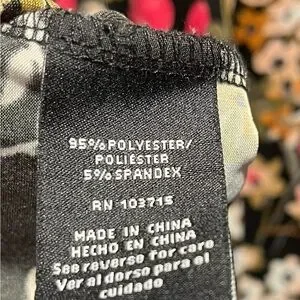 95% POLYESTER/
POLIÉSTER
5% SPANDEX
RN 103715
MADE IN CHINA
HECHO EN CHINA
See reverse for care
Ver al dorso para el
cuidado